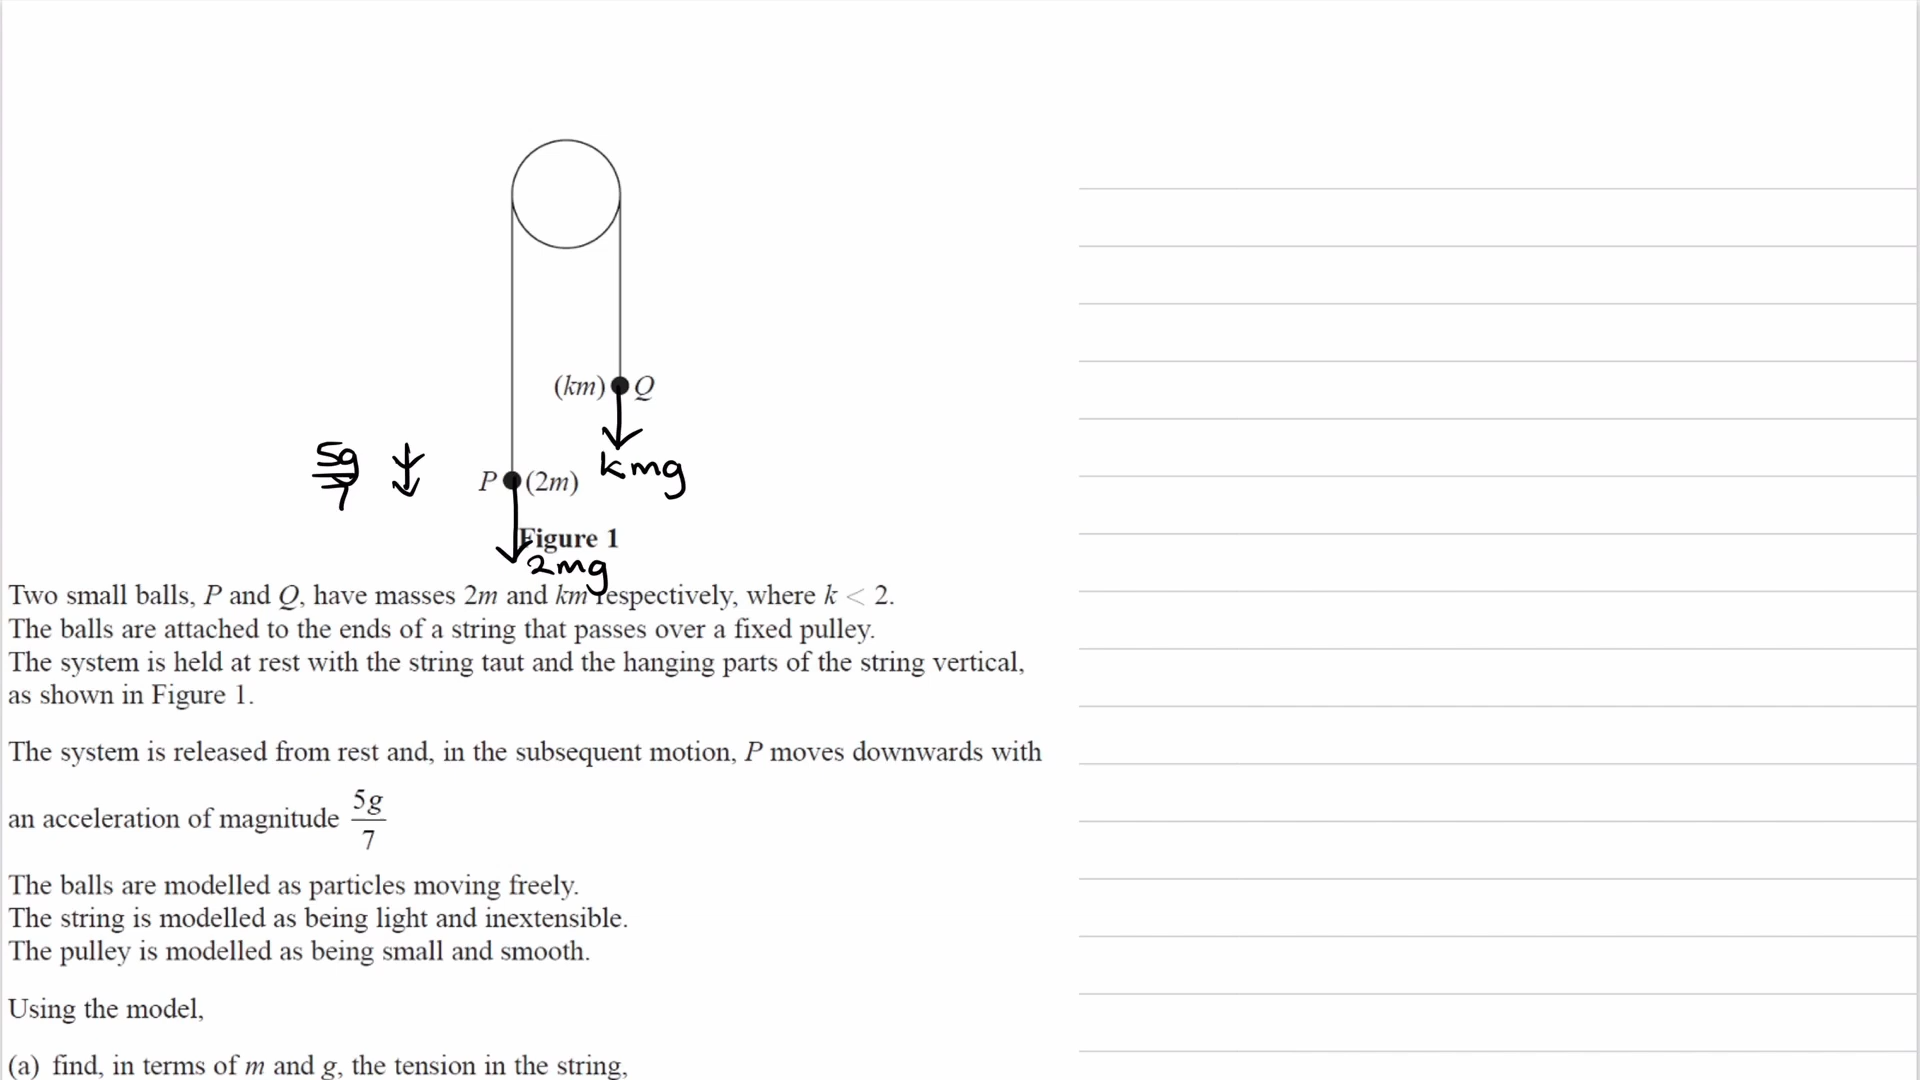 (km) Q
5g
7
P (2m) kmg
Figure 1
2mg
Two small balls, P and Q, have masses 2m and km respectively, where k < 2.
The balls are attached to the ends of a string that passes over a fixed pulley.
The system is held at rest with the string taut and the hanging parts of the string vertical,
as shown in Figure 1.
The system is released from rest and, in the subsequent motion, P moves downwards with
an acceleration of magnitude 5g/7
The balls are modelled as particles moving freely.
The string is modelled as being light and inextensible.
The pulley is modelled as being small and smooth.
Using the model,
(a) find, in terms of m and g, the tension in the string,